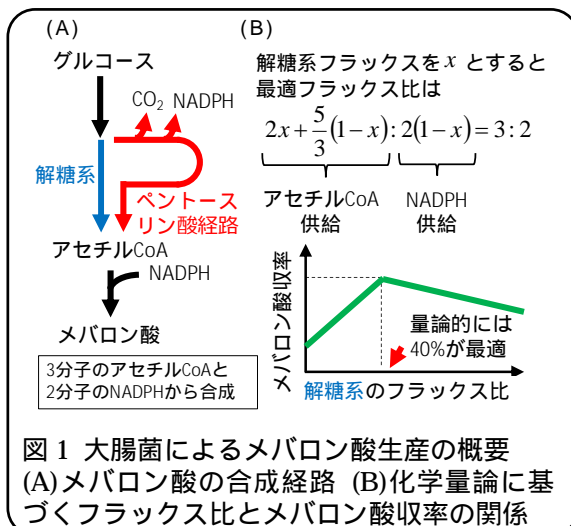 (A)
グルコース
CO₂ NADPH
解糖系
ペントース
リン酸経路
アセチルCoA
NADPH
メバロン酸
3分子のアセチルCoAと
2分子のNADPHから合成
(B)
解糖系フラックスを x とすると
最適フラックス比は
2x+5/3(1−x):2(1−x)=3:2
アセチルCoA
供給
NADPH
供給
メバロン酸収率
量論的には
40%が最適
解糖系のフラックス比
図 1 大腸菌によるメバロン酸生産の概要
(A)メバロン酸の合成経路 (B)化学量論に基
づくフラックス比とメバロン酸収率の関係